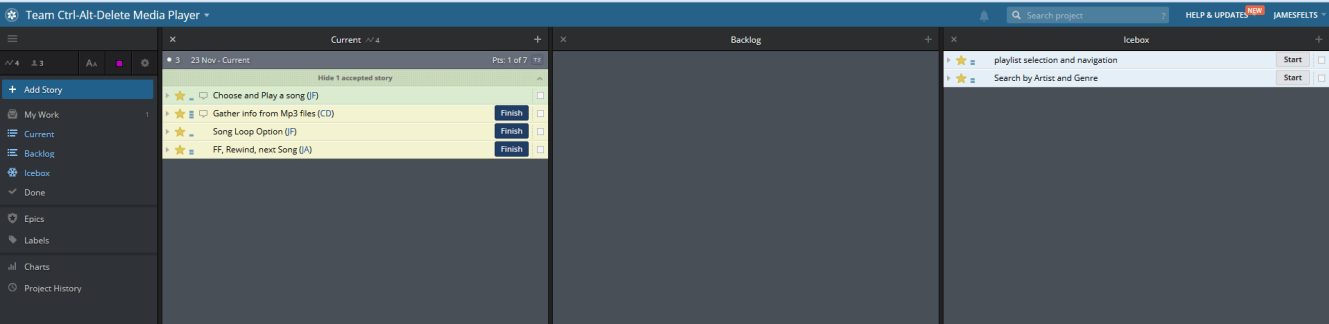 Team Ctrl-Alt-Delete Media Player
Search project
?
HELP & UPDATES
NEW
JAMESFELTS
4
3
AA
+ Add Story
My Work 1
Current
Backlog
Icebox
Done
Epics
Labels
Charts
Project History
× Current 4 +
3 23 Nov - Current Pts: 1 of 7
Hide 1 accepted story
Choose and Play a song (JF)
Gather info from Mp3 files (CD) Finish
Song Loop Option (JF) Finish
FF, Rewind, next Song (JA) Finish
× Backlog +
× Icebox +
playlist selection and navigation Start
Search by Artist and Genre Start